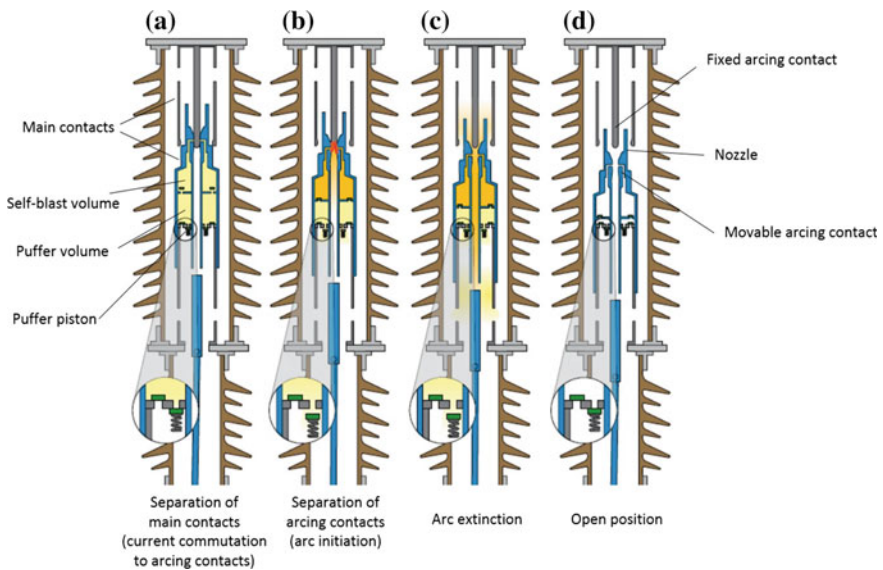 (a)
(b)
(c)
(d)
Fixed arcing contact
Main contacts
Nozzle
Self-blast volume
Movable arcing contact
Puffer volume
Puffer piston
Separation of
main contacts
(current commutation
to arcing contacts)
Separation of
arcing contacts
(arc initiation)
Arc extinction
Open position